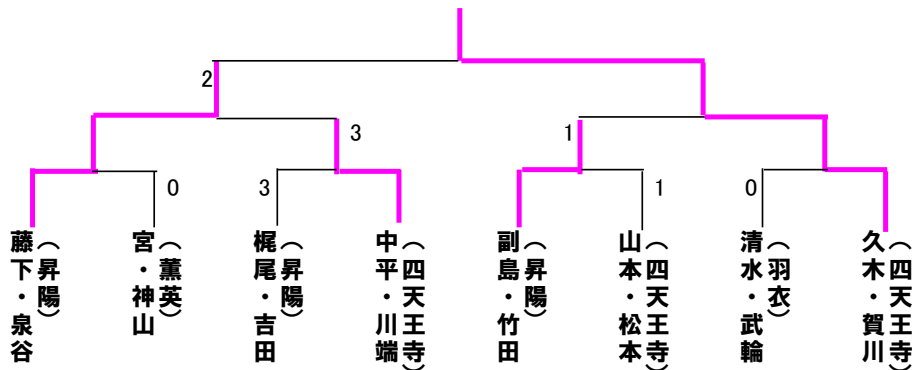 2
3
1
0
3
1
0
藤下・泉谷
（昇陽）
宮・神山
（薫英）
梶尾・吉田
（昇陽）
中平・川端
（四天王寺）
副島・竹田
（昇陽）
山本・松本
（四天王寺）
清水・武輪
（羽衣）
久木・賀川
（四天王寺）